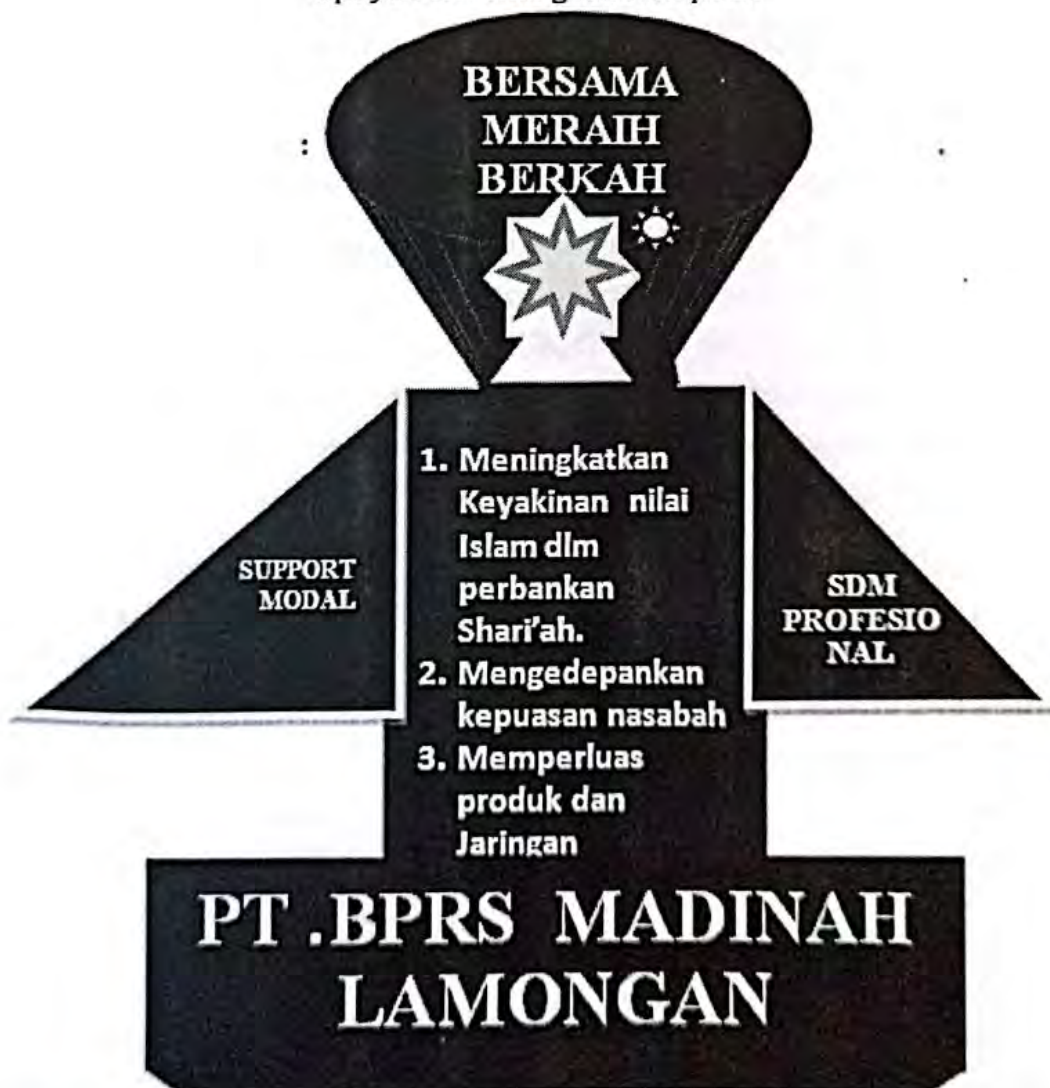 BERSAMA
MERAIH
BERKAH
1. Meningkatkan
Keyakinan nilai
Islam dlm
perbankan
Shari'ah.
2. Mengedepankan
kepuasan nasabah
3. Memperluas
produk dan
Jaringan
SUPPORT
MODAL
SDM
PROFESIO
NAL
PT .BPRS MADINAH
LAMONGAN